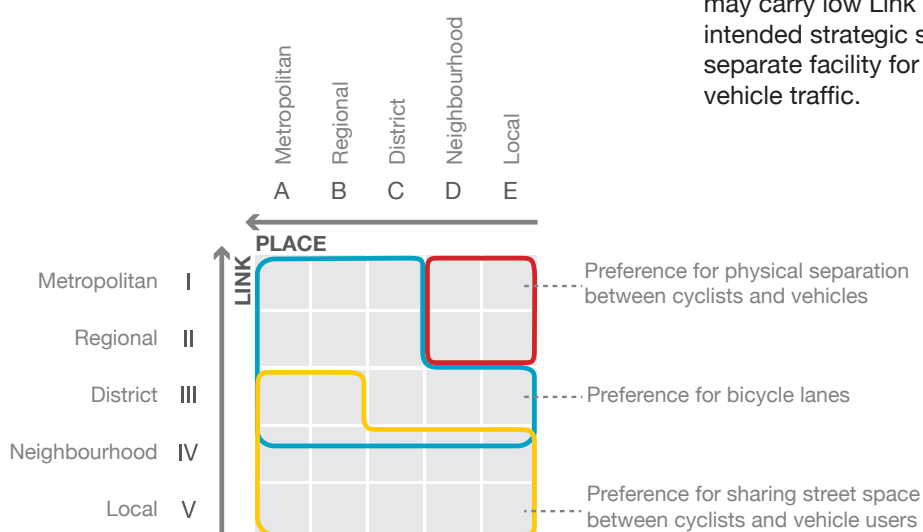 may carry low Link
intended strategic s
separate facility for
vehicle traffic.
Metropolitan
Regional
District
Neighbourhood
Local
A B C D E
PLACE
LINK
Metropolitan I
Preference for physical separation
between cyclists and vehicles
Regional II
District III
Preference for bicycle lanes
Neighbourhood IV
Local V
Preference for sharing street space
between cyclists and vehicle users